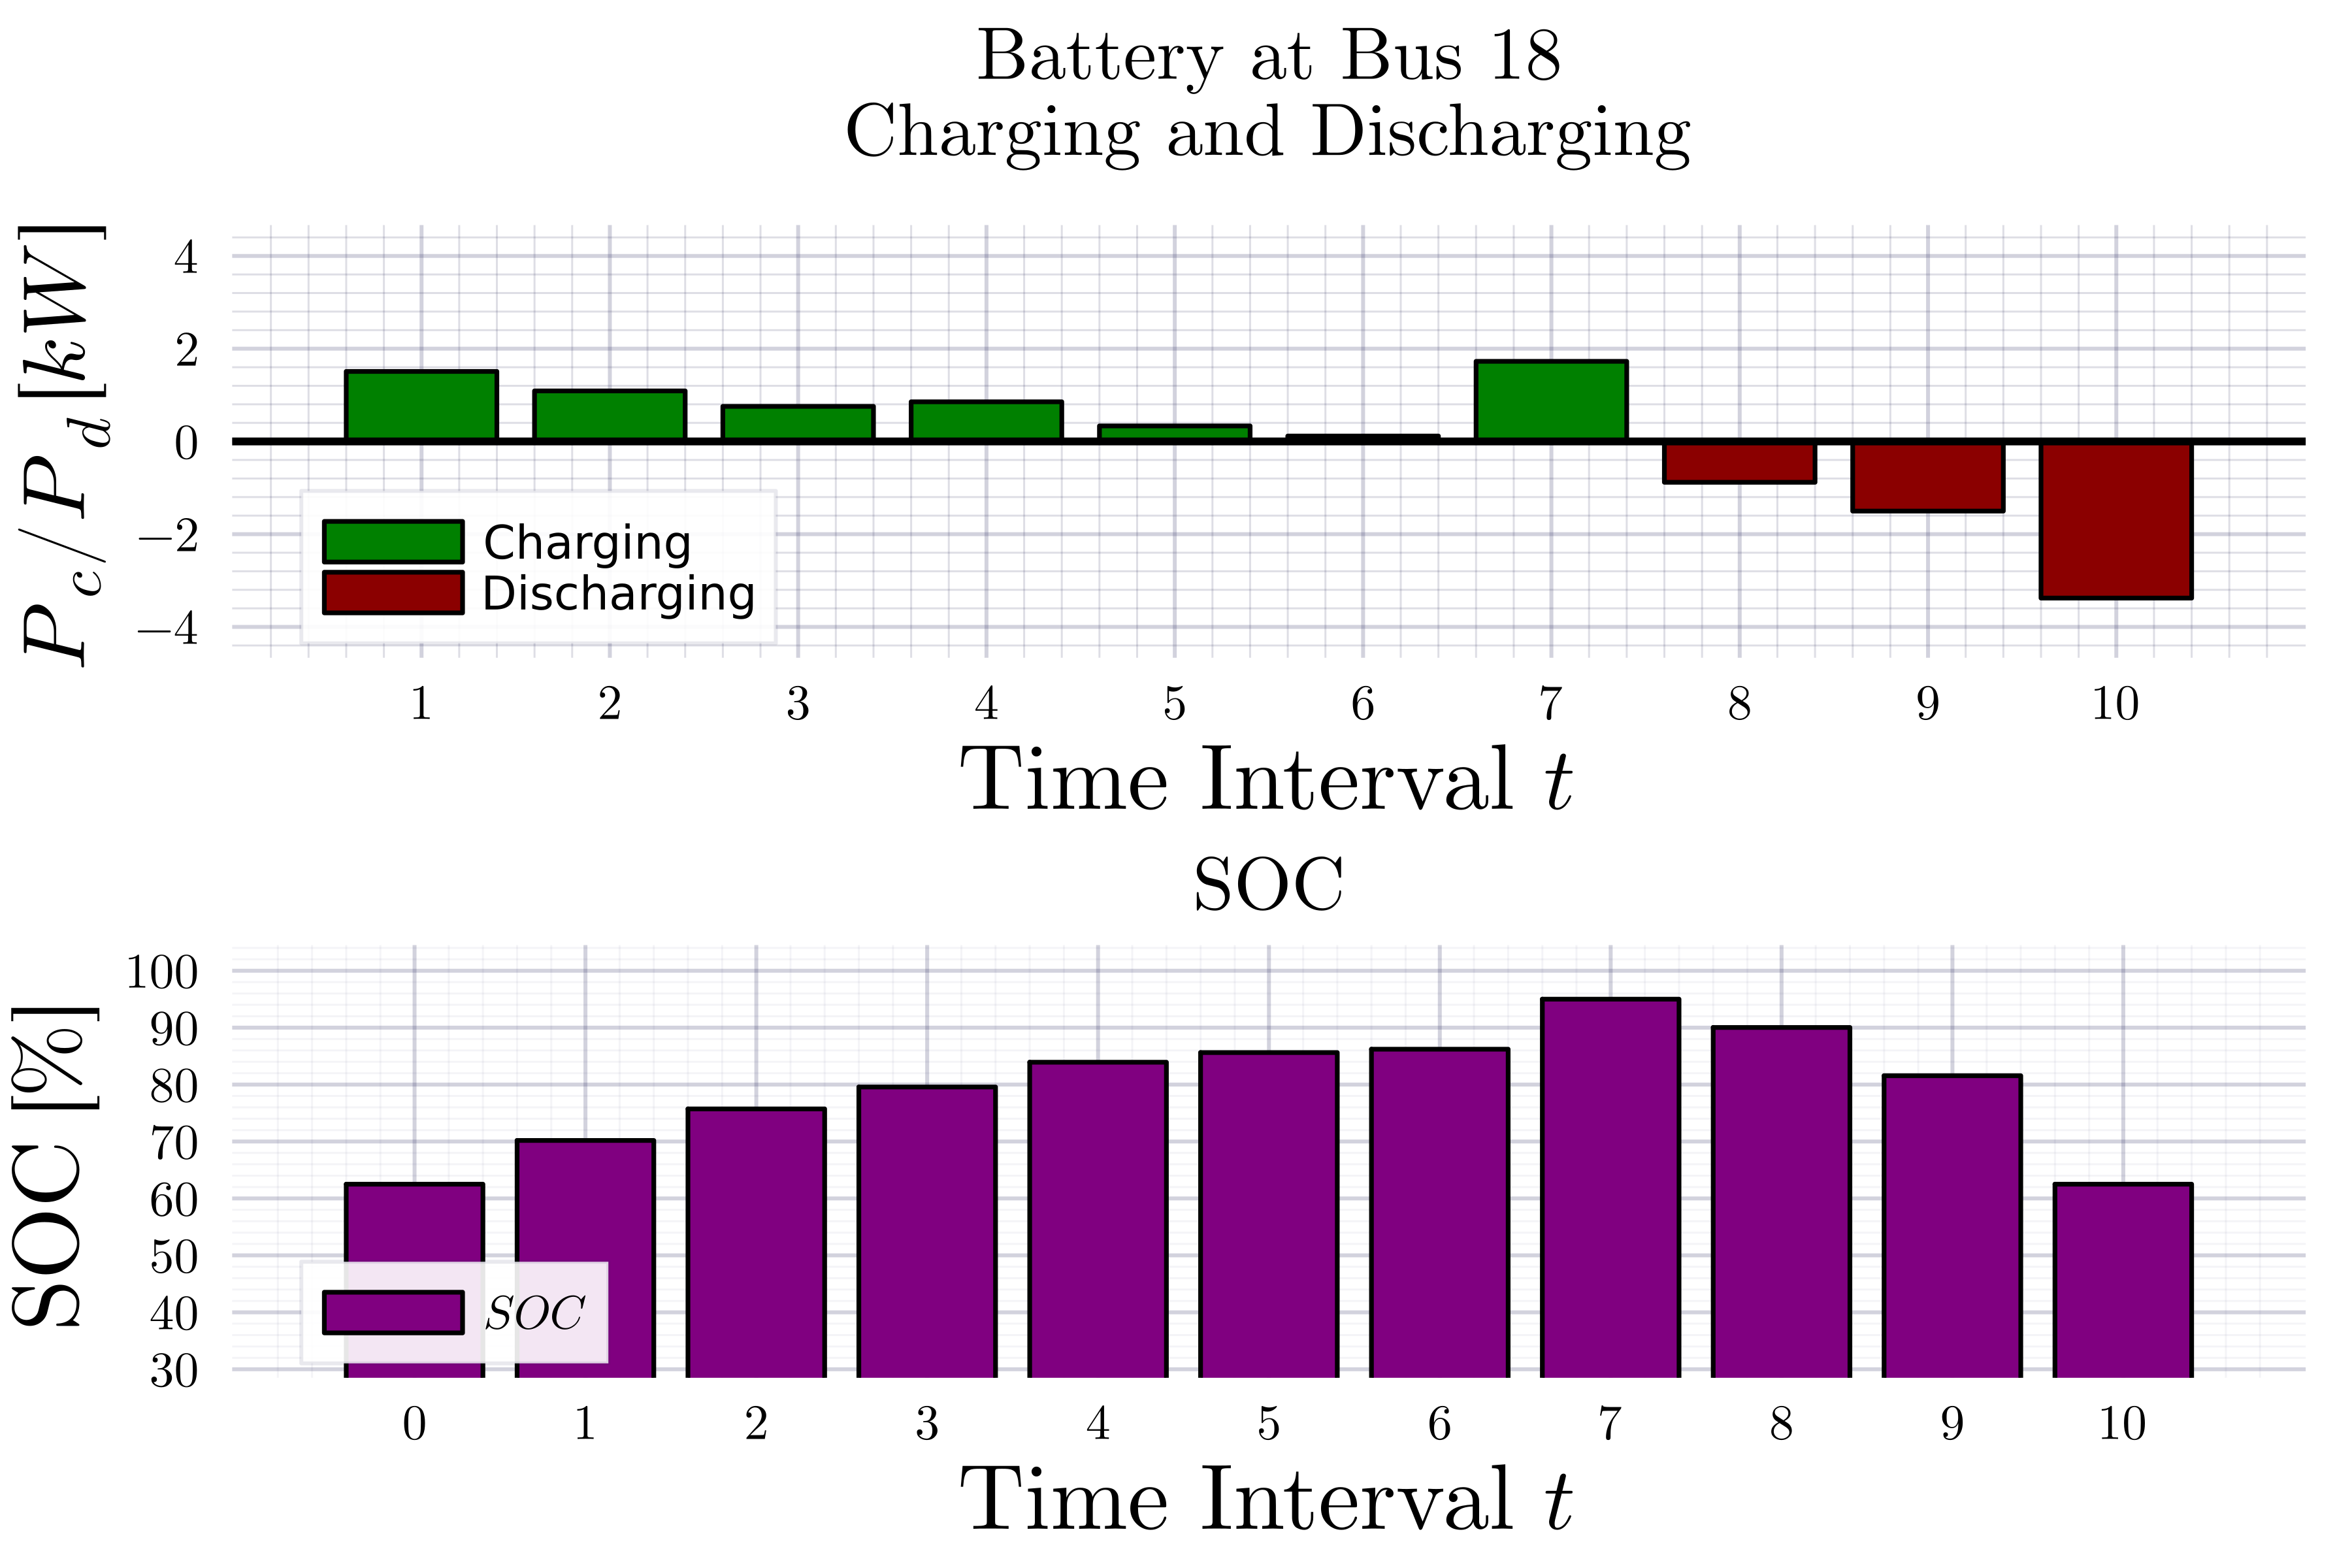 Battery at Bus 18
Charging and Discharging
P_c/P_d [kW]
4
2
0
−2
−4
Charging
Discharging
1 2 3 4 5 6 7 8 9 10
Time Interval t
SOC
SOC [%]
100
90
80
70
60
50
40
30
SOC
0 1 2 3 4 5 6 7 8 9 10
Time Interval t